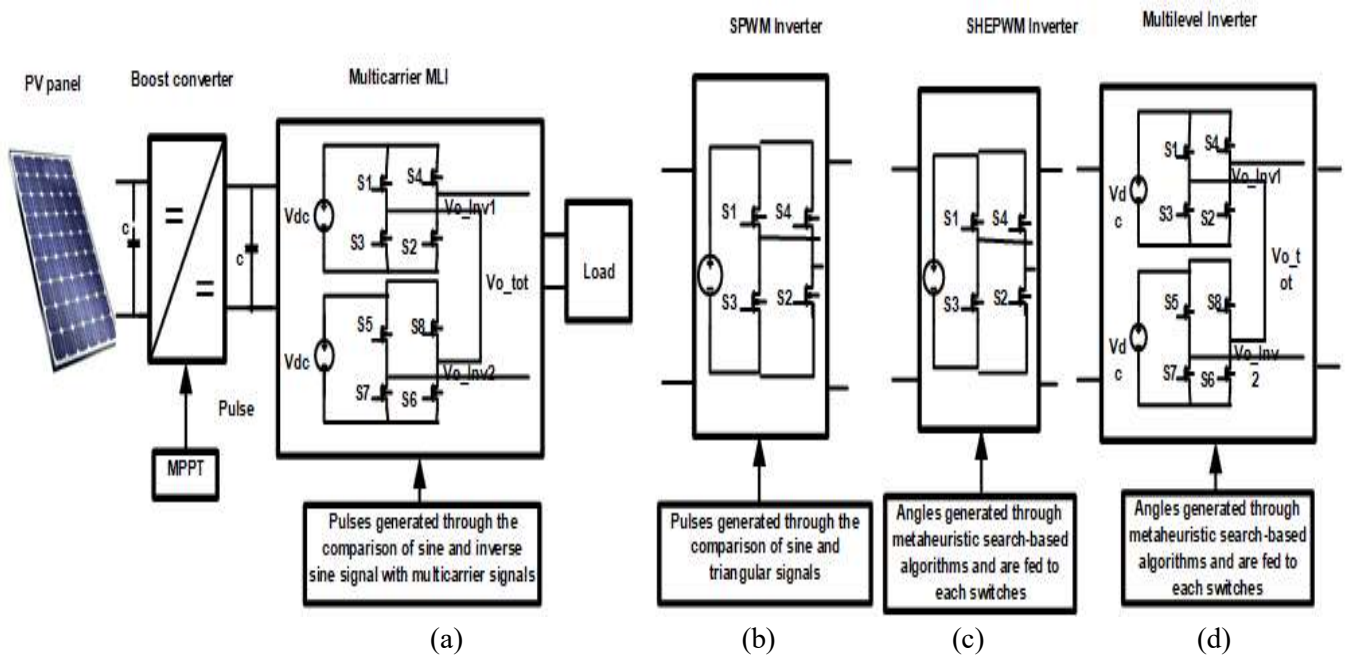 SPWM Inverter
SHEPWM Inverter
Multilevel Inverter
PV panel
Boost converter
Multicarrier MLI
c
c
=
=
Pulse
MPPT
Vdc
S1
S4
S3
S2
Vo_Inv1
Vo_tot
Vdc
S5
S8
S7
S6
Vo_Inv2
Load
Pulses generated through the
comparison of sine and inverse
sine signal with multicarrier signals
(a)
S1
S4
S3
S2
Pulses generated through the
comparison of sine and
triangular signals
(b)
S1
S4
S3
S2
Angles generated through
metaheuristic search-based
algorithms and are fed to
each switches
(c)
Vd
c
S1
S4
S3
S2
Vo_Inv1
Vo_t
ot
Vd
c
S5
S8
S7
S6
Vo_Inv
2
Angles generated through
metaheuristic search-based
algorithms and are fed to
each switches
(d)